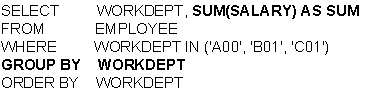 SELECT WORKDEPT, SUM(SALARY) AS SUM
FROM EMPLOYEE
WHERE WORKDEPT IN ('A00', 'B01', 'C01')
GROUP BY WORKDEPT
ORDER BY WORKDEPT